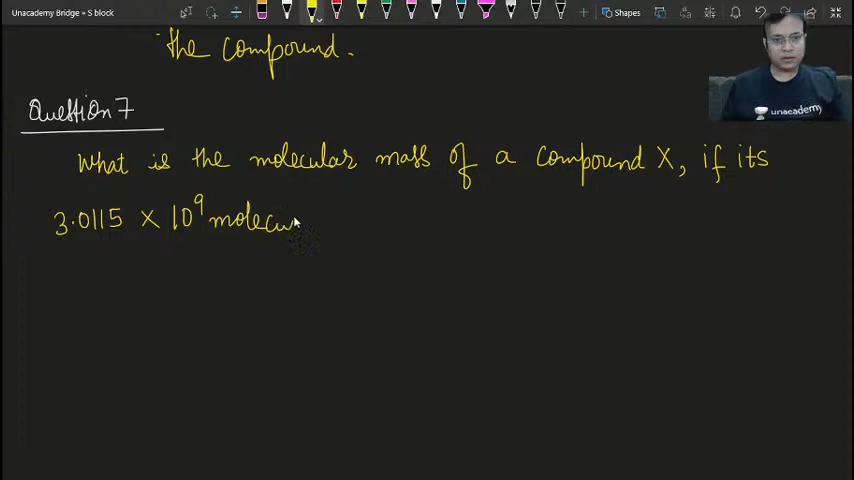 Unacademy Bridge • S block
Shapes
the compound.
unacademy
Question 7
What is the molecular mass of a compound X, if its
3.0115 × 10⁹ molecu